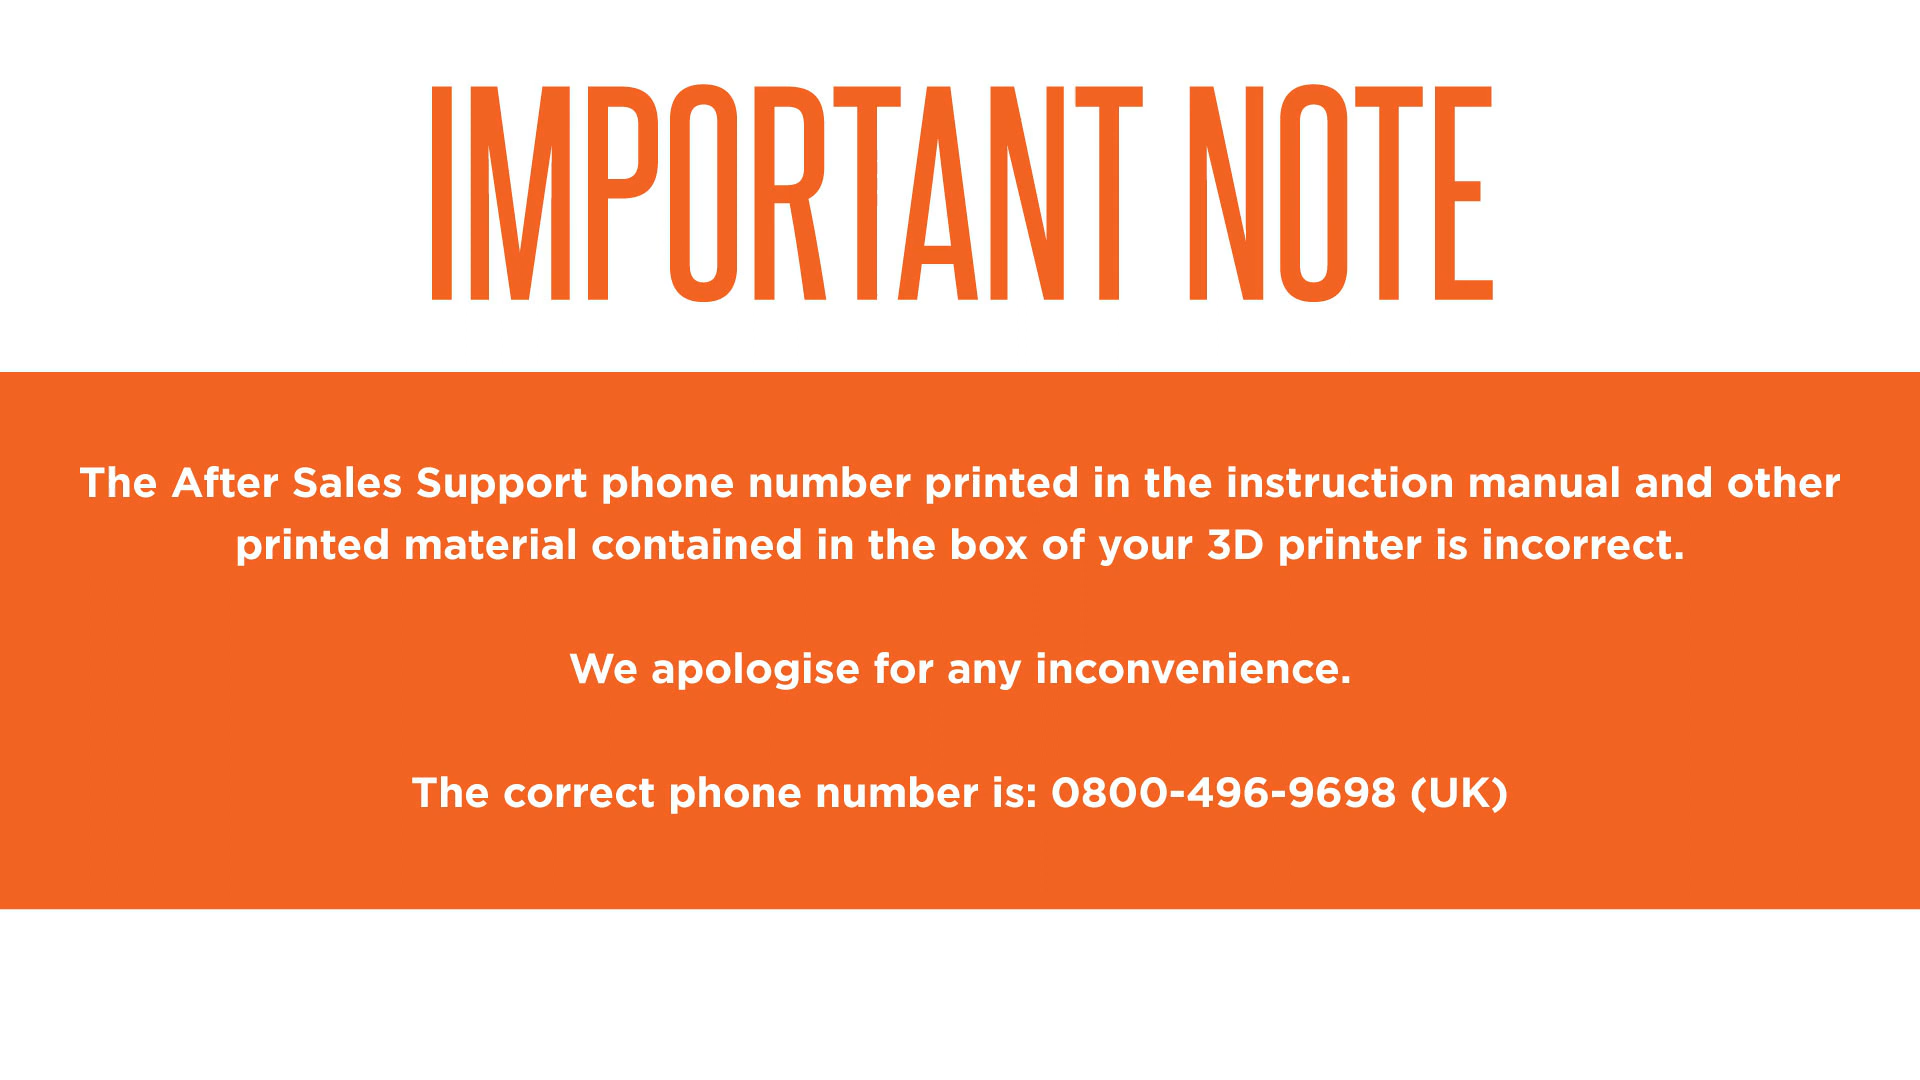 IMPORTANT NOTE
The After Sales Support phone number printed in the instruction manual and other
printed material contained in the box of your 3D printer is incorrect.
We apologise for any inconvenience.
The correct phone number is: 0800-496-9698 (UK)